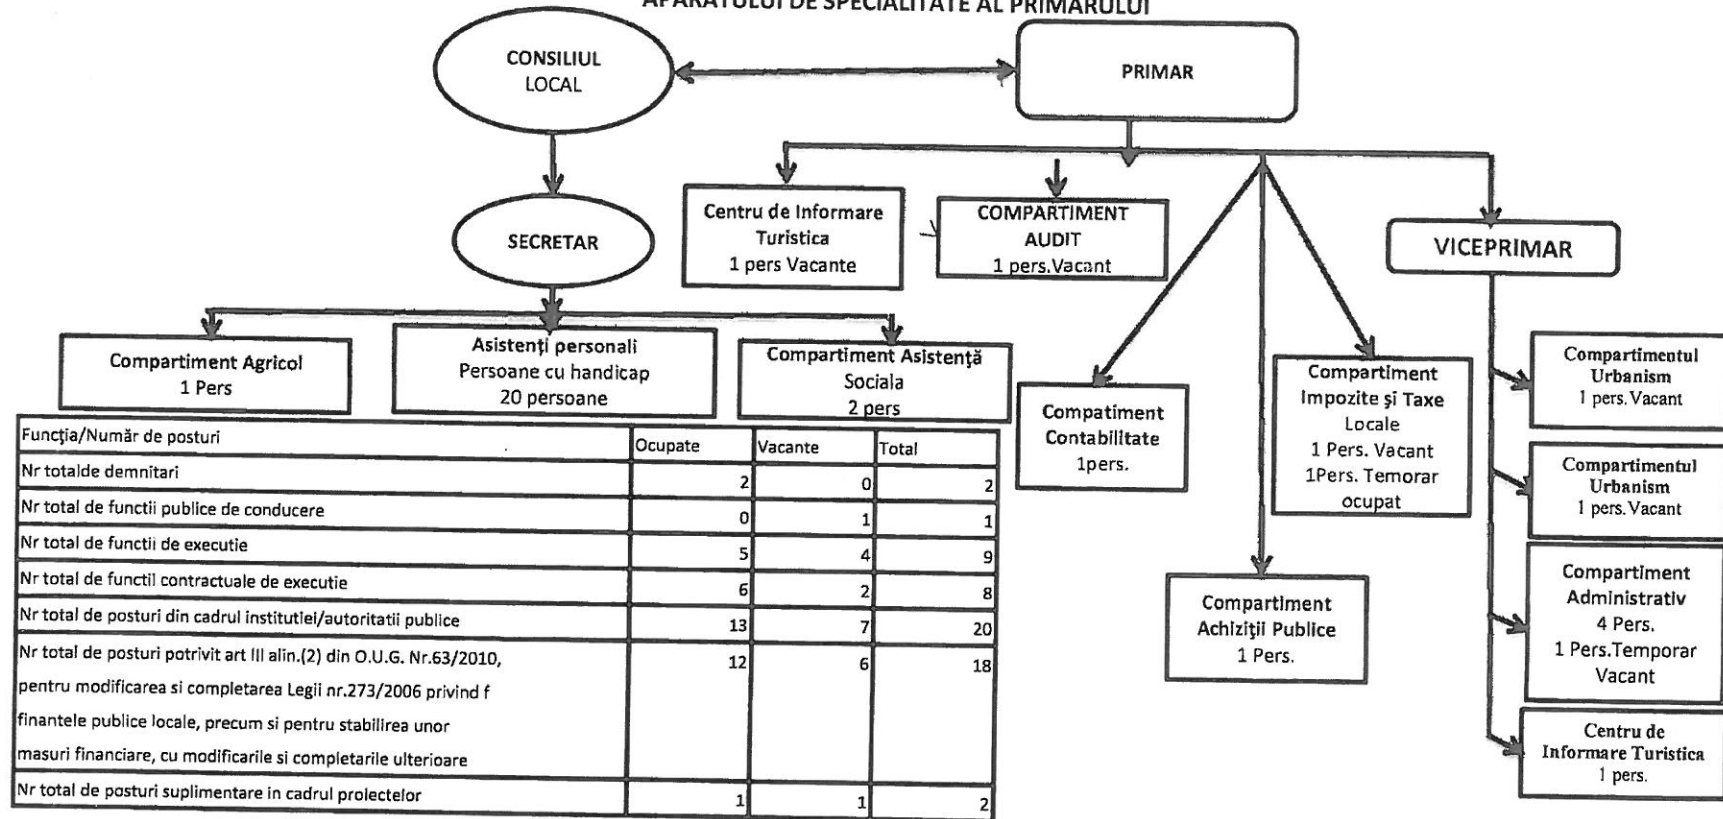 APARATULUI DE SPECIALITATE AL PRIMARULUI
CONSILIUL
LOCAL
PRIMAR
SECRETAR
Centru de Informare
Turistica
1 pers Vacante
COMPARTIMENT
AUDIT
1 pers.Vacant
VICEPRIMAR
Compartiment Agricol
1 Pers
Asistenți personali
Persoane cu handicap
20 persoane
Compartiment Asistență
Sociala
2 pers
Compatiment
Contabilitate
1pers.
Compartiment
Impozite și Taxe
Locale
1 Pers. Vacant
1Pers. Temorar
ocupat
Compartiment
Achiziții Publice
1 Pers.
Compartimentul
Urbanism
1 pers.Vacant
Compartimentul
Urbanism
1 pers.Vacant
Compartiment
Administrativ
4 Pers.
1 Pers.Temporar
Vacant
Centru de
Informare Turistica
1 pers.
Funcția/Număr de posturi Ocupate Vacante Total
Nr totalde demnitari 2 0 2
Nr total de functii publice de conducere 0 1 1
Nr total de functii de executie 5 4 9
Nr total de functii contractuale de executie 6 2 8
Nr total de posturi din cadrul institutiei/autoritatii publice 13 7 20
Nr total de posturi potrivit art III alin.(2) din O.U.G. Nr.63/2010, 12 6 18
pentru modificarea si completarea Legii nr.273/2006 privind f
finantele publice locale, precum si pentru stabilirea unor
masuri financiare, cu modificarile si completarile ulterioare
Nr total de posturi suplimentare in cadrul proiectelor 1 1 2